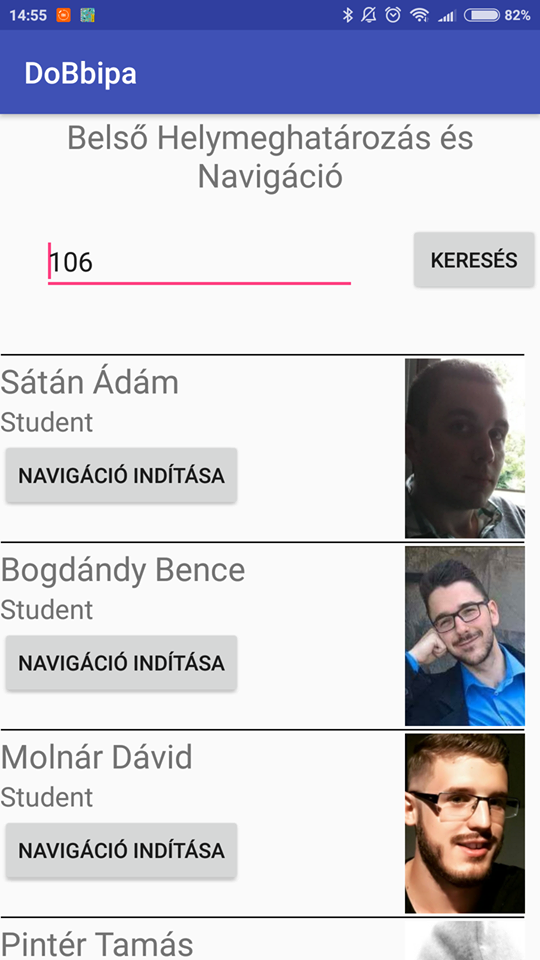 14:55 82%
DoBbipa
Belső Helymeghatározás és
Navigáció
106 KERESÉS
Sátán Ádám
Student
NAVIGÁCIÓ INDÍTÁSA
Bogdándy Bence
Student
NAVIGÁCIÓ INDÍTÁSA
Molnár Dávid
Student
NAVIGÁCIÓ INDÍTÁSA
Pintér Tamás